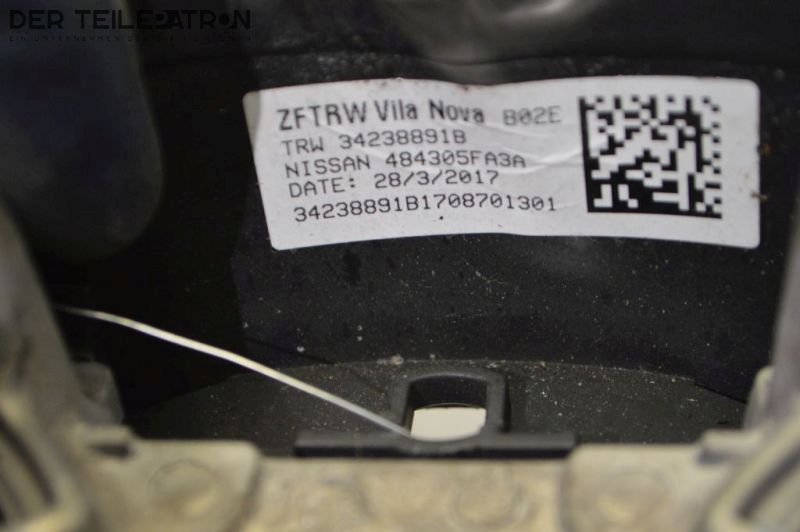 DER TEILEPATRON
ZFTRW Vila Nova B02E
TRW 34238891B
NISSAN 484305FA3A
DATE: 28/3/2017
34238891B1708701301